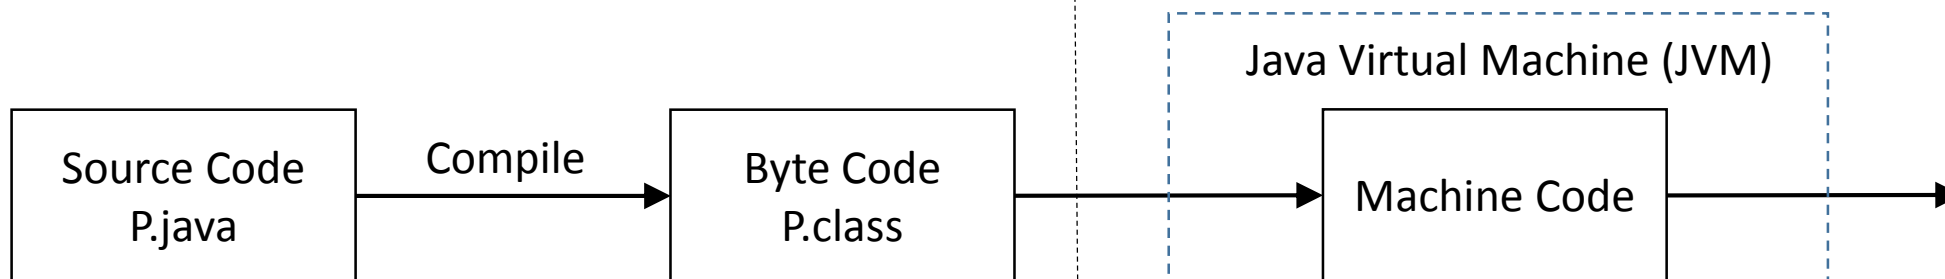 Java Virtual Machine (JVM)
Source Code
P.java
Compile
Byte Code
P.class
Machine Code